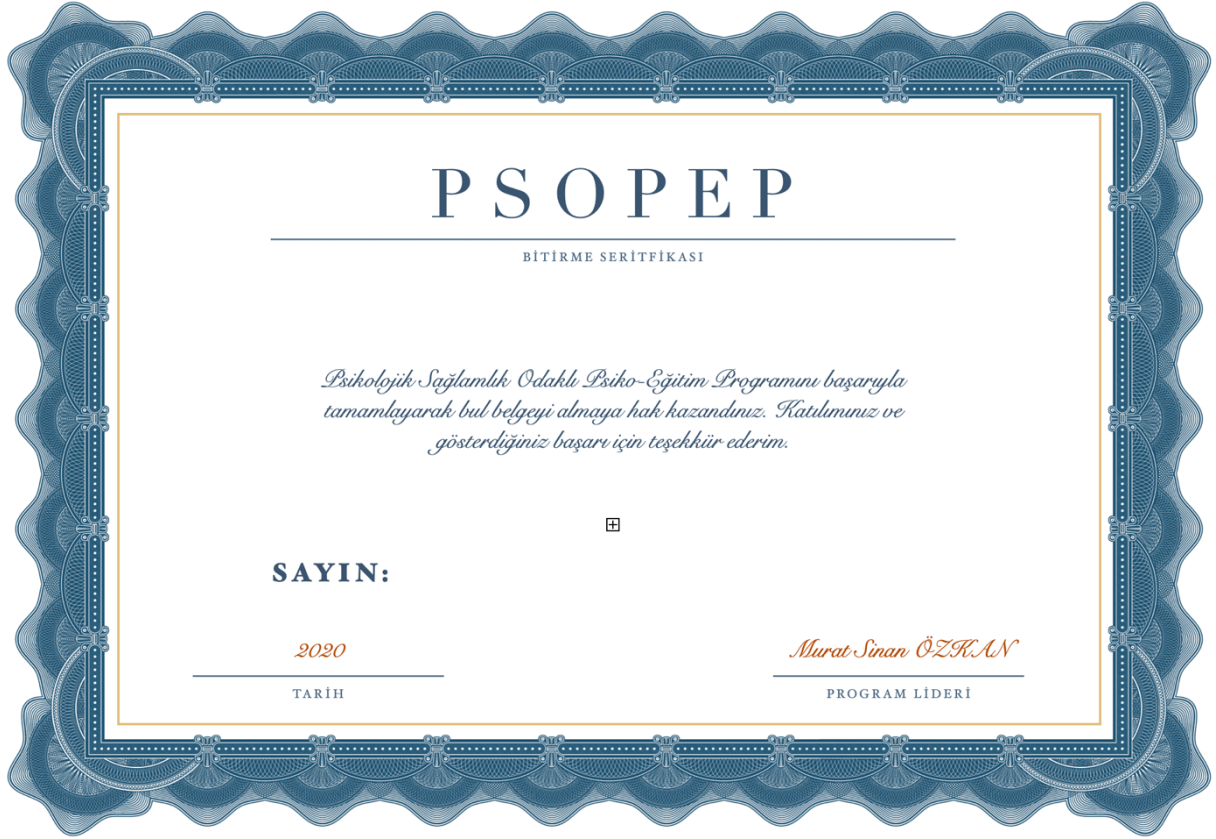 PSOPEP
BİTİRME SERİTFİKASI
Psikolojik Sağlamlık Odaklı Psiko-Eğitim Programını başarıyla
tamamlayarak bul belgeyi almaya hak kazandınız. Katılımınız ve
gösterdiğiniz başarı için teşekkür ederim.
SAYIN:
2020
TARİH
Murat Sinan ÖZKAN
PROGRAM LİDERİ